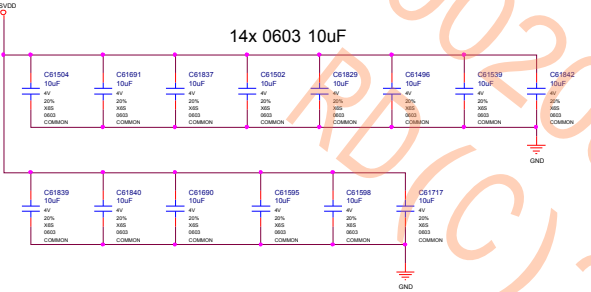 14x 0603 10uF
C61504 C61691 C61837 C61502 C61829 C61496 C61539 C61842
10uF 10uF 10uF 10uF 10uF 10uF 10uF 10uF
4V 4V 4V 4V 4V 4V 4V 4V
20% 20% 20% 20% 20% 20% 20% 20%
X6S X6S X6S X6S X6S X6S X6S X6S
0603 0603 0603 0603 0603 0603 0603 0603
COMMON COMMON COMMON COMMON COMMON COMMON COMMON COMMON
GND
C61839 C61840 C61690 C61595 C61598 C61717
10uF 10uF 10uF 10uF 10uF 10uF
4V 4V 4V 4V 4V 4V
20% 20% 20% 20% 20% 20%
X6S X6S X6S X6S X6S X6S
0603 0603 0603 0603 0603 0603
COMMON COMMON COMMON COMMON COMMON COMMON
GND
RD(C)